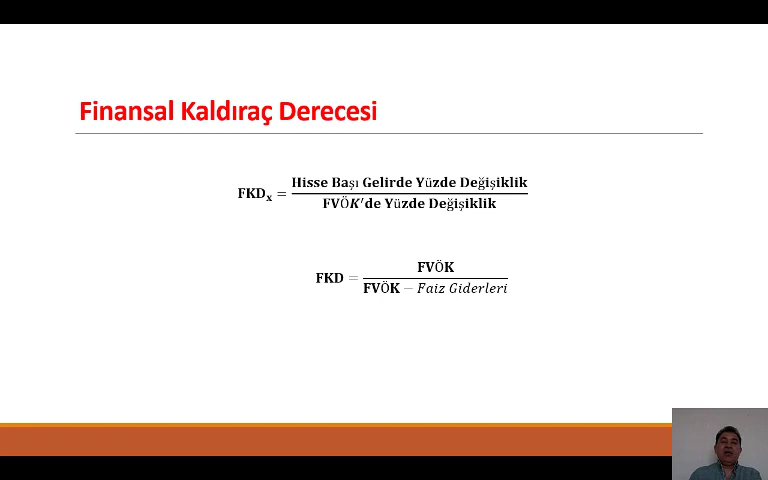 Finansal Kaldıraç Derecesi
FKDₓ = Hisse Başı Gelirde Yüzde Değişiklik
FVÖK'de Yüzde Değişiklik
FKD = FVÖK
FVÖK − Faiz Giderleri